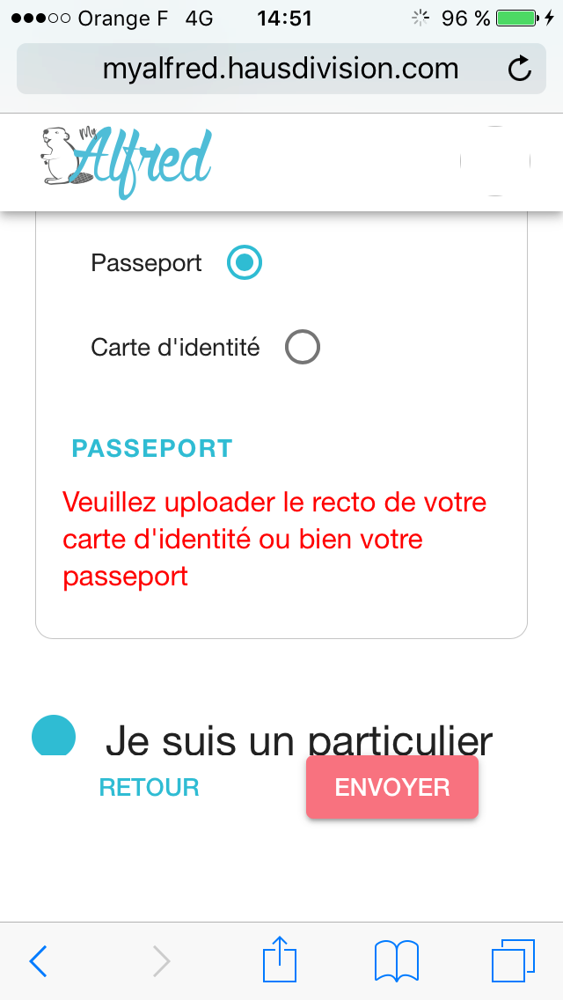 Orange F 4G 14:51 96 %
myalfred.hausdivision.com
My Alfred
Passeport
Carte d'identité
PASSEPORT
Veuillez uploader le recto de votre
carte d'identité ou bien votre
passeport
Je suis un particulier
RETOUR ENVOYER